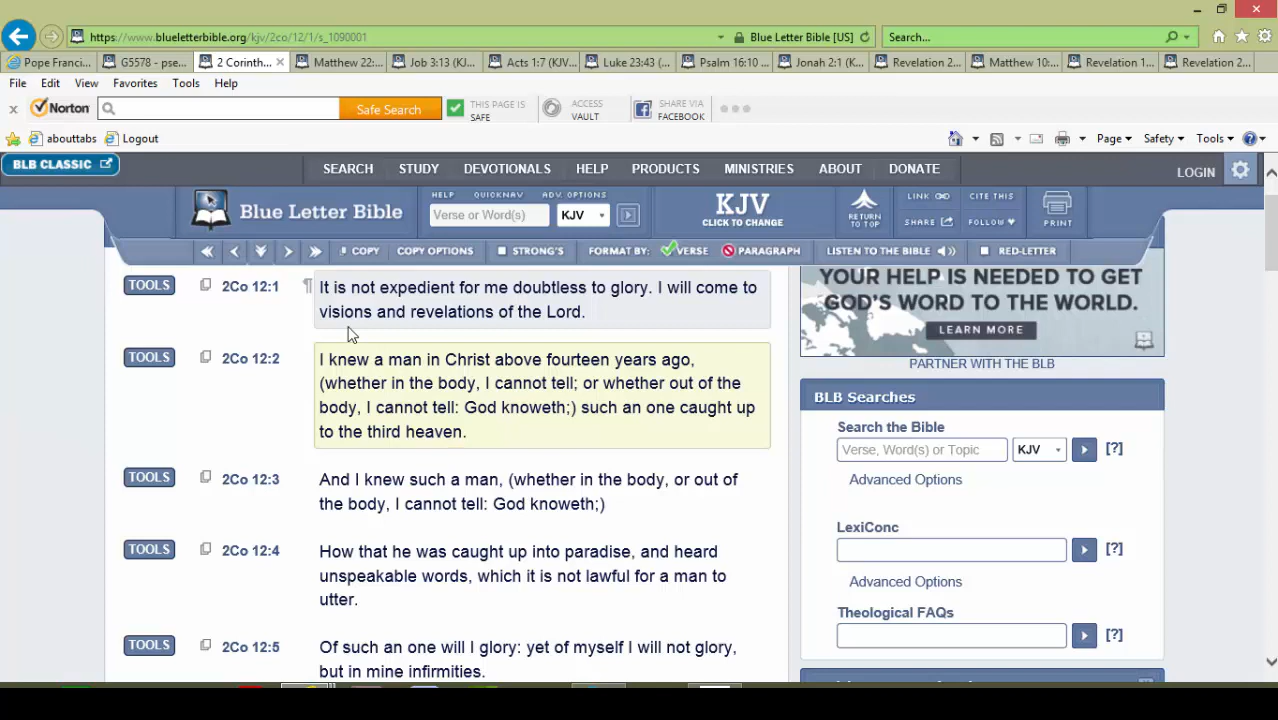 https://www.blueletterbible.org/kjv/2co/12/1/s_1090001
Blue Letter Bible [US]
Search...
Pope Franci...
G5578 - pse...
2 Corinth...
Matthew 22:...
Job 3:13 (KJ...
Acts 1:7 (KJV...
Luke 23:43 (...
Psalm 16:10 ...
Jonah 2:1 (K...
Revelation 2...
Matthew 10:...
Revelation 1...
Revelation 2...
File Edit View Favorites Tools Help
x Norton
Safe Search
THIS PAGE IS
SAFE
ACCESS
VAULT
SHARE VIA
FACEBOOK
abouttabs
Logout
Page
Safety
Tools
BLB CLASSIC
SEARCH STUDY DEVOTIONALS HELP PRODUCTS MINISTRIES ABOUT DONATE
LOGIN
Blue Letter Bible
HELP QUICKNAV ADV. OPTIONS
Verse or Word(s)
KJV
KJV
CLICK TO CHANGE
RETURN
TO TOP
LINK
CITE THIS
SHARE
FOLLOW
PRINT
COPY
COPY OPTIONS
STRONG'S
FORMAT BY:
VERSE
PARAGRAPH
LISTEN TO THE BIBLE
RED-LETTER
TOOLS
2Co 12:1
¶ It is not expedient for me doubtless to glory. I will come to
visions and revelations of the Lord.
TOOLS
2Co 12:2
I knew a man in Christ above fourteen years ago,
(whether in the body, I cannot tell; or whether out of the
body, I cannot tell: God knoweth;) such an one caught up
to the third heaven.
TOOLS
2Co 12:3
And I knew such a man, (whether in the body, or out of
the body, I cannot tell: God knoweth;)
TOOLS
2Co 12:4
How that he was caught up into paradise, and heard
unspeakable words, which it is not lawful for a man to
utter.
TOOLS
2Co 12:5
Of such an one will I glory: yet of myself I will not glory,
but in mine infirmities.
YOUR HELP IS NEEDED TO GET
GOD'S WORD TO THE WORLD.
LEARN MORE
PARTNER WITH THE BLB
BLB Searches
Search the Bible
Verse, Word(s) or Topic
KJV
[?]
Advanced Options
LexiConc
[?]
Advanced Options
Theological FAQs
[?]